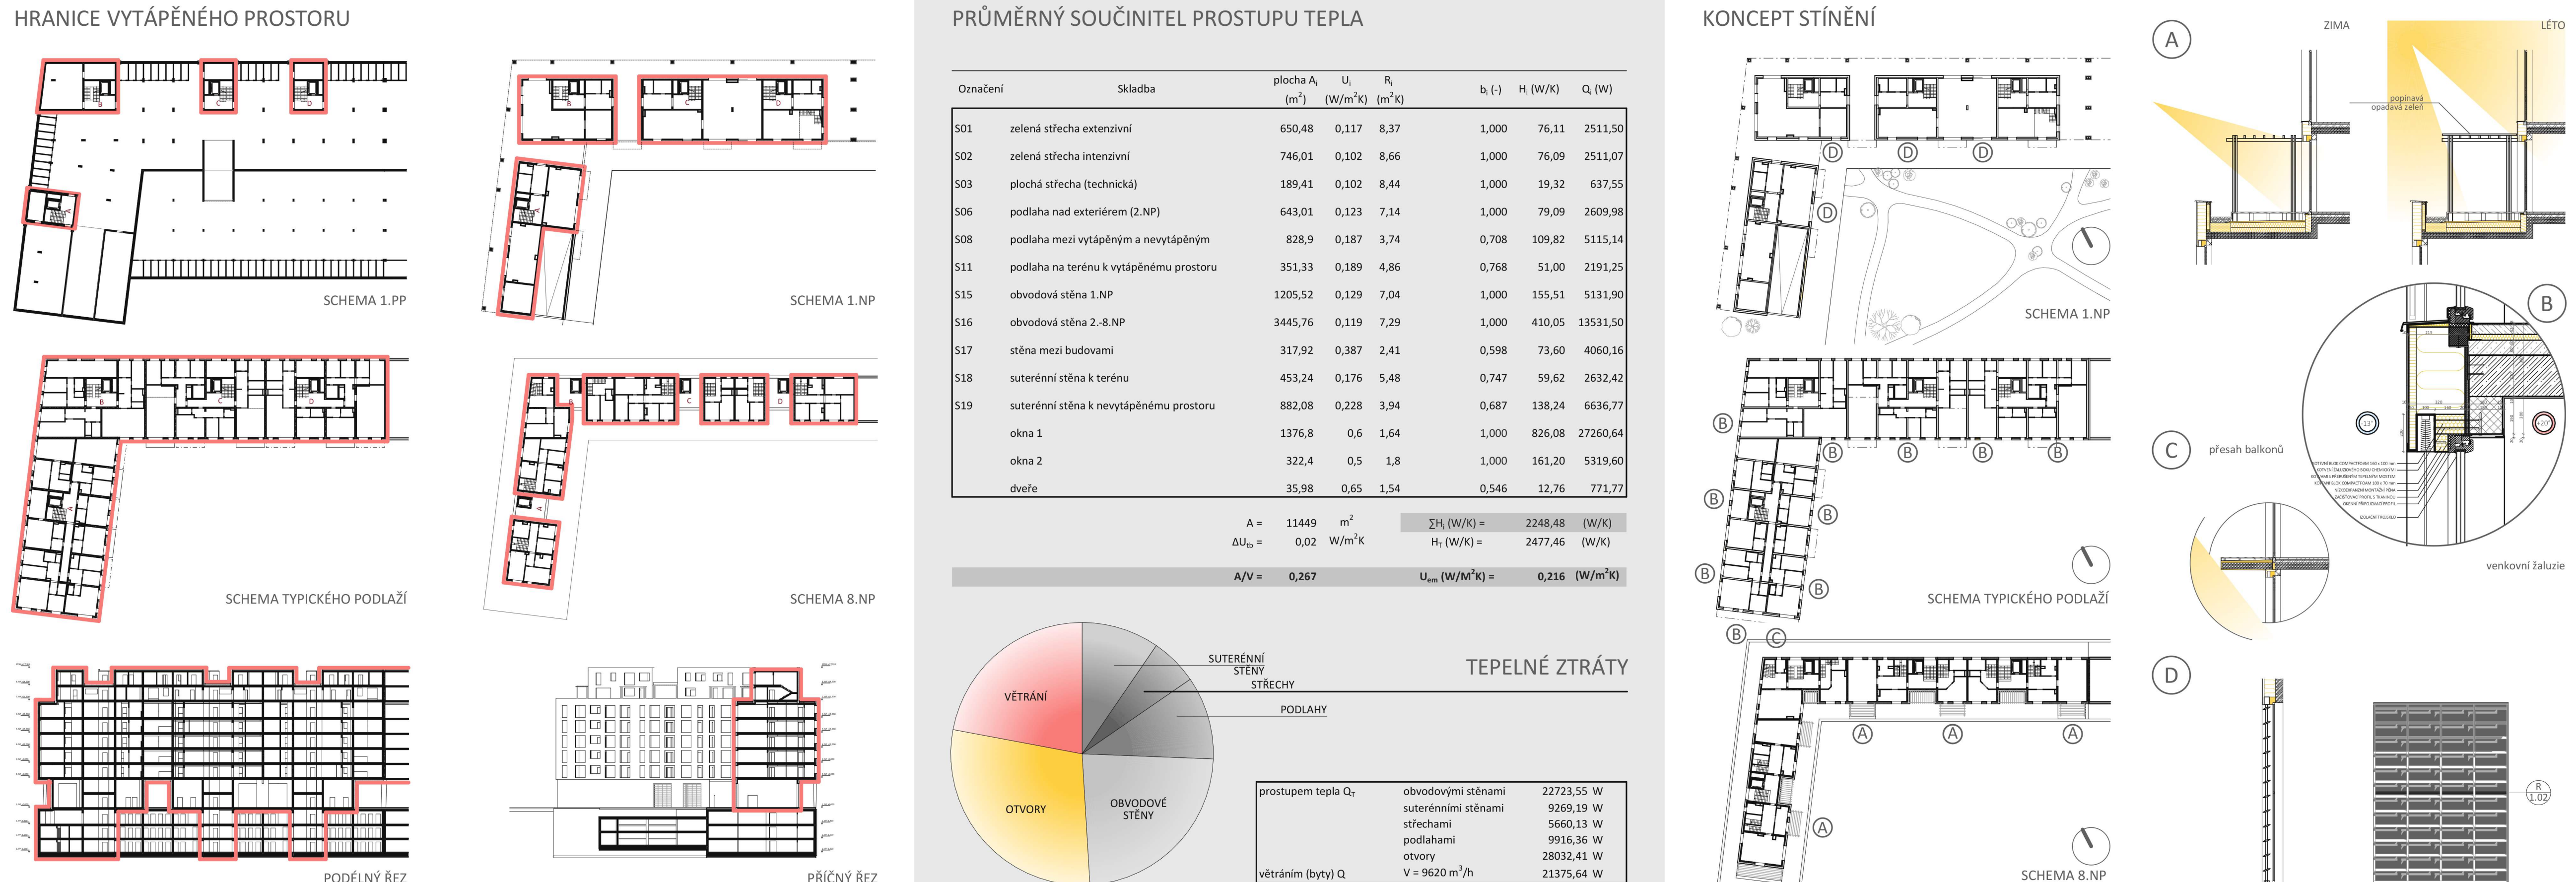 HRANICE VYTÁPĚNÉHO PROSTORU
B
C
D
A
SCHEMA 1.PP
B
C
D
A
SCHEMA 1.NP
B
C
D
A
SCHEMA TYPICKÉHO PODLAŽÍ
B
C
D
A
SCHEMA 8.NP
PODÉLNÝ ŘEZ
PŘÍČNÝ ŘEZ
PRŮMĚRNÝ SOUČINITEL PROSTUPU TEPLA
Označení Skladba plocha Ai (m2) Ui (W/m2K) Ri (m2K) bi (-) Hi (W/K) Qi (W)
S01 zelená střecha extenzivní 650,48 0,117 8,37 1,000 76,11 2511,50
S02 zelená střecha intenzivní 746,01 0,102 8,66 1,000 76,09 2511,07
S03 plochá střecha (technická) 189,41 0,102 8,44 1,000 19,32 637,55
S06 podlaha nad exteriérem (2.NP) 643,01 0,123 7,14 1,000 79,09 2609,98
S08 podlaha mezi vytápěným a nevytápěným 828,9 0,187 3,74 0,708 109,82 5115,14
S11 podlaha na terénu k vytápěnému prostoru 351,33 0,189 4,86 0,768 51,00 2191,25
S15 obvodová stěna 1.NP 1205,52 0,129 7,04 1,000 155,51 5131,90
S16 obvodová stěna 2.-8.NP 3445,76 0,119 7,29 1,000 410,05 13531,50
S17 stěna mezi budovami 317,92 0,387 2,41 0,598 73,60 4060,16
S18 suterénní stěna k terénu 453,24 0,176 5,48 0,747 59,62 2632,42
S19 suterénní stěna k nevytápěnému prostoru 882,08 0,228 3,94 0,687 138,24 6636,77
okna 1 1376,8 0,6 1,64 1,000 826,08 27260,64
okna 2 322,4 0,5 1,8 1,000 161,20 5319,60
dveře 35,98 0,65 1,54 0,546 12,76 771,77
A = 11449 m2 ∑Hi (W/K) = 2248,48 (W/K)
ΔUtb = 0,02 W/m2K HT (W/K) = 2477,46 (W/K)
A/V = 0,267 Uem (W/M2K) = 0,216 (W/m2K)
TEPELNÉ ZTRÁTY
SUTERÉNNÍ
STĚNY
STŘECHY
PODLAHY
VĚTRÁNÍ
OTVORY
OBVODOVÉ
STĚNY
prostupem tepla QT obvodovými stěnami 22723,55 W
suterénními stěnami 9269,19 W
střechami 5660,13 W
podlahami 9916,36 W
otvory 28032,41 W
větráním (byty) Q V = 9620 m3/h 21375,64 W
KONCEPT STÍNĚNÍ
D
D
D
D
SCHEMA 1.NP
B
B
B
B
B
B
B
B
B
B
C
SCHEMA TYPICKÉHO PODLAŽÍ
A
A
A
A
SCHEMA 8.NP
A
ZIMA
LÉTO
popínavá
opadavá zeleň
B
-13°
+20°
IZOLAČNÍ TROJSKLO
venkovní žaluzie
C
přesah balkonů
D
R
1.02